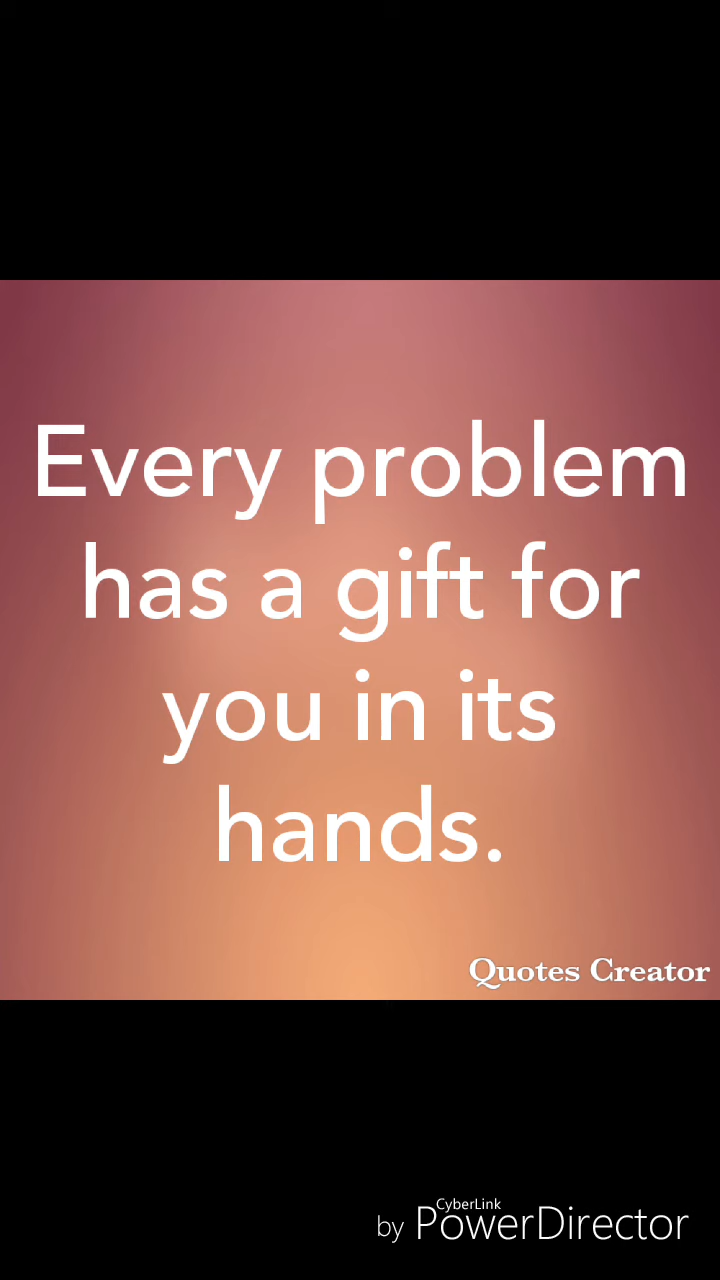 Every problem
has a gift for
you in its
hands.
Quotes Creator
CyberLink
by PowerDirector